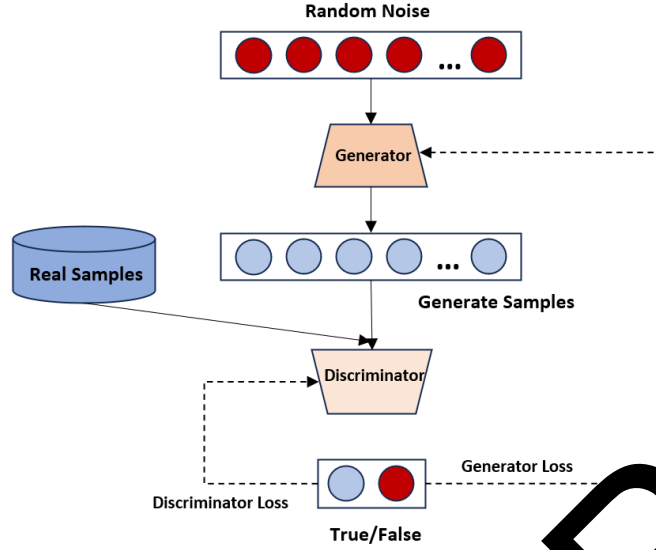 Random Noise
...
Generator
Real Samples
...
Generate Samples
Discriminator
Generator Loss
Discriminator Loss
True/False